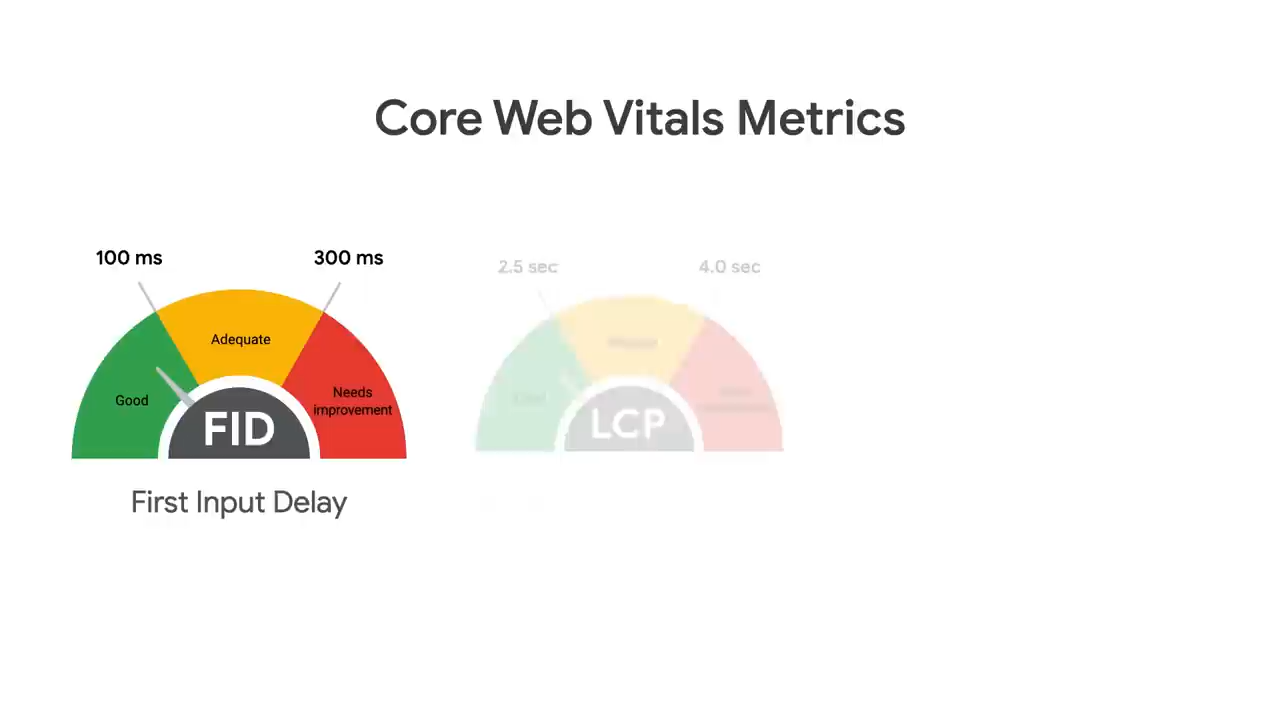 Core Web Vitals Metrics
100 ms
300 ms
Adequate
Good
Needs
improvement
FID
First Input Delay
2.5 sec
4.0 sec
LCP